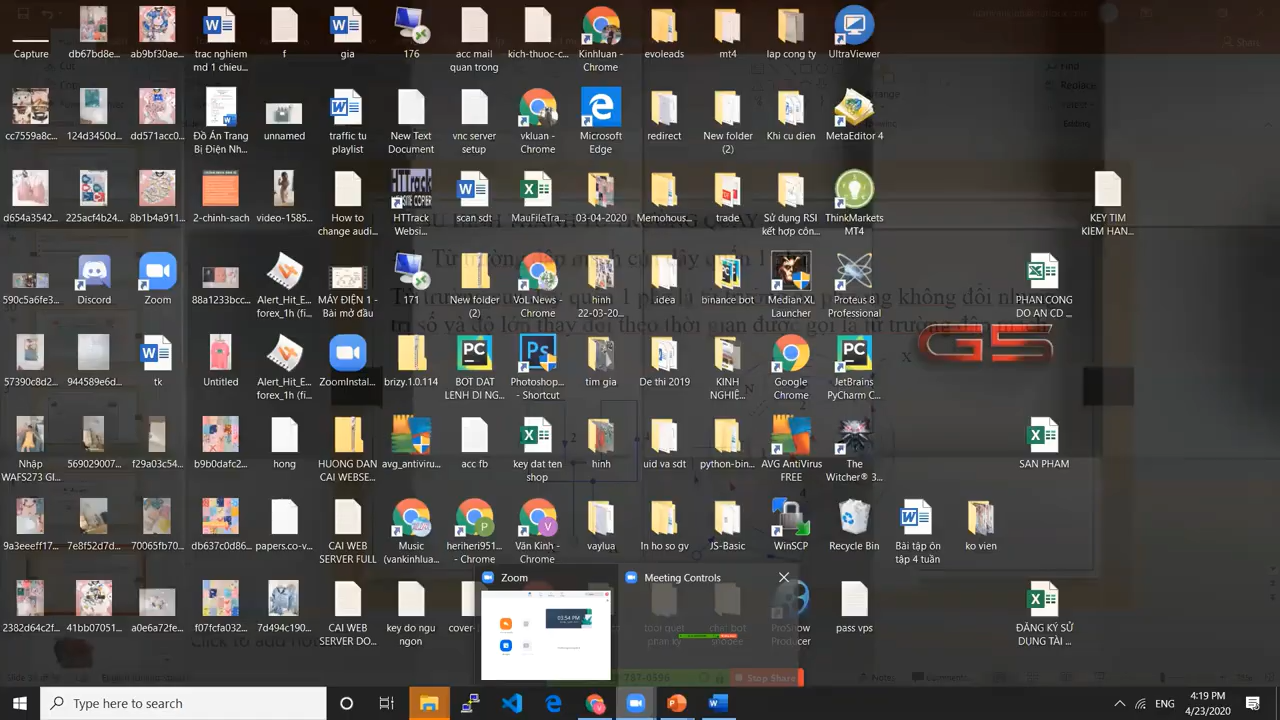 Capture
db67bd8e...
ab9bf30ae...
trac nghiem
md 1 chieu...
f
gia
176
acc mail
quan trong
kich-thuoc-c...
Kinhluan -
Chrome
evoleads
mt4
lap cong ty
UltraViewer
cc7559a8c...
124d3450d...
dd571acc0...
Đồ Án Trang
Bị Điện Nh...
unnamed
traffic tu
playlist
New Text
Document
vnc server
setup
vkluan -
Chrome
Microsoft
Edge
redirect
New folder
(2)
Khi cu dien
MetaEditor 4
d654a3542...
225acf4b24...
8b1b4a911...
2-chinh-sach
video-1585...
How to
change audi...
HTTrack
Websi...
scan sdt
MauFileTra...
03-04-2020
Memohous...
trade
Sử dụng RSI
kết hợp côn...
ThinkMarkets
MT4
KEY TIM
KIEM HAN...
590c5a6fe3...
Discord
Zoom
88a1233bcc...
Alert_Hit_E...
forex_1h (fi...
MÁY ĐIỆN 1 -
Bài mở đầu
171
New folder
(2)
VoL News -
Chrome
hinh
22-03-20...
idea
binance bot
Median XL
Launcher
Proteus 8
Professional
PHAN CONG
DO AN CD ...
57390c8d2...
944589e6d...
tk
Untitled
Alert_Hit_E...
forex_1h (fi...
ZoomInstal...
brizy.1.0.114
BOT DAT
LENH DI NG...
Photoshop...
- Shortcut
tim gia
De thi 2019
KINH
NGHIỆ...
Google
Chrome
JetBrains
PyCharm C...
G5
Nhập
WAFS273 GI...
569029007...
f29a03c54...
b9b0dafc2...
hong
HUONG DAN
CAI WEBSE...
avg_antiviru...
acc fb
key dat ten
shop
hinh
uid va sdt
python-bin...
AVG AntiVirus
FREE
The
Witcher® 3...
SAN PHAM
9a3eeeff17...
7e9f52f27d...
70065fb70...
db637c0d86...
papers.co-v...
CAI WEB
SERVER FULL
Music
(vankinhlua...
heriheri951...
- Chrome
Văn Kinh -
Chrome
vaylua
In ho so gv
JS-Basic
WinSCP
Recycle Bin
Bài tập ôn
tập 4 tuần
ko vien
2382d64c2f...
41bb07051...
a0e6a72fe...
f07fcfa032...
7d494c1679...
CAI WEB
SERVER DO...
key do ngu
ngon
Zoom
Meeting Controls
03:54 PM
ProShow
Producer
pass vps
ĐĂNG KÝ SỬ
DỤNG TÀI ...
Stop Share
Type here to search
ENG
4:19 PM
4/23/2020